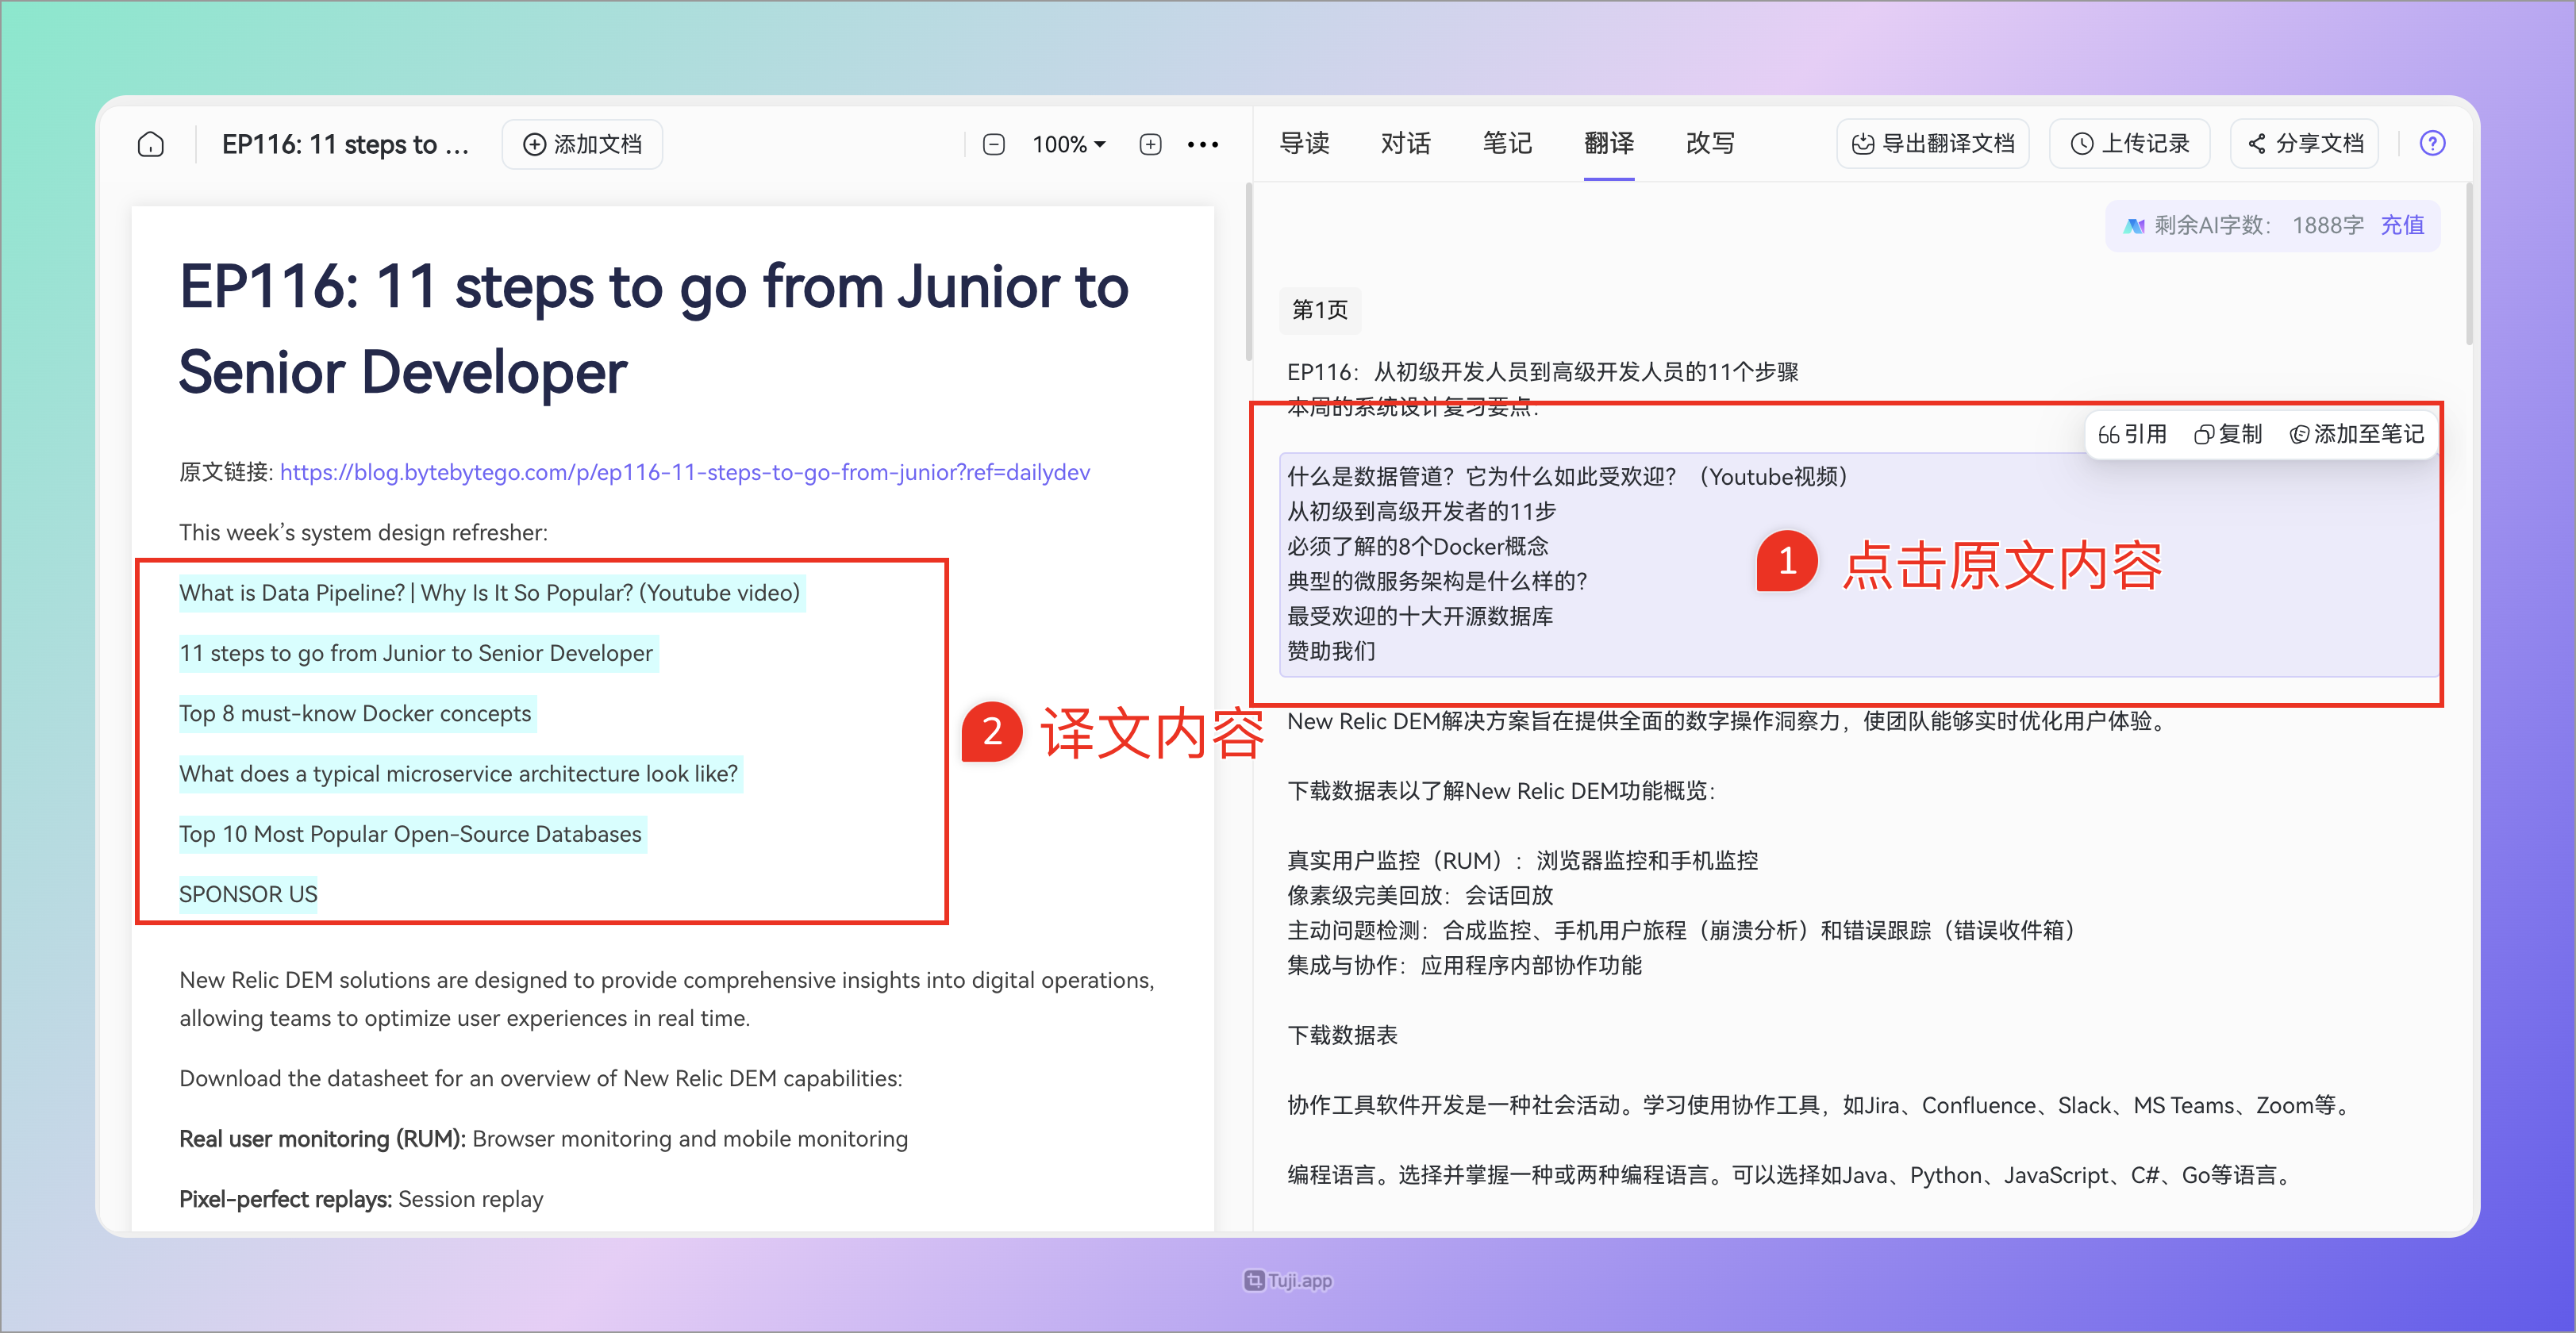 EP116: 11 steps to ...
添加文档
100%
导读
对话
笔记
翻译
改写
导出翻译文档
上传记录
分享文档
?
EP116: 11 steps to go from Junior to
Senior Developer
原文链接: https://blog.bytebytego.com/p/ep116-11-steps-to-go-from-junior?ref=dailydev
This week’s system design refresher:
What is Data Pipeline? | Why Is It So Popular? (Youtube video)
11 steps to go from Junior to Senior Developer
Top 8 must-know Docker concepts
What does a typical microservice architecture look like?
Top 10 Most Popular Open-Source Databases
SPONSOR US
2 译文内容
New Relic DEM solutions are designed to provide comprehensive insights into digital operations,
allowing teams to optimize user experiences in real time.
Download the datasheet for an overview of New Relic DEM capabilities:
Real user monitoring (RUM): Browser monitoring and mobile monitoring
Pixel-perfect replays: Session replay
剩余AI字数： 1888字 充值
第1页
EP116：从初级开发人员到高级开发人员的11个步骤
本周的系统设计复习要点：
引用 复制 添加至笔记
什么是数据管道？它为什么如此受欢迎？（Youtube视频）
从初级到高级开发者的11步
必须了解的8个Docker概念
典型的微服务架构是什么样的？
最受欢迎的十大开源数据库
赞助我们
1 点击原文内容
New Relic DEM解决方案旨在提供全面的数字操作洞察力，使团队能够实时优化用户体验。
下载数据表以了解New Relic DEM功能概览：
真实用户监控（RUM）：浏览器监控和手机监控
像素级完美回放：会话回放
主动问题检测：合成监控、手机用户旅程（崩溃分析）和错误跟踪（错误收件箱）
集成与协作：应用程序内部协作功能
下载数据表
协作工具软件开发是一种社会活动。学习使用协作工具，如Jira、Confluence、Slack、MS Teams、Zoom等。
编程语言。选择并掌握一种或两种编程语言。可以选择如Java、Python、JavaScript、C#、Go等语言。
Tuji.app